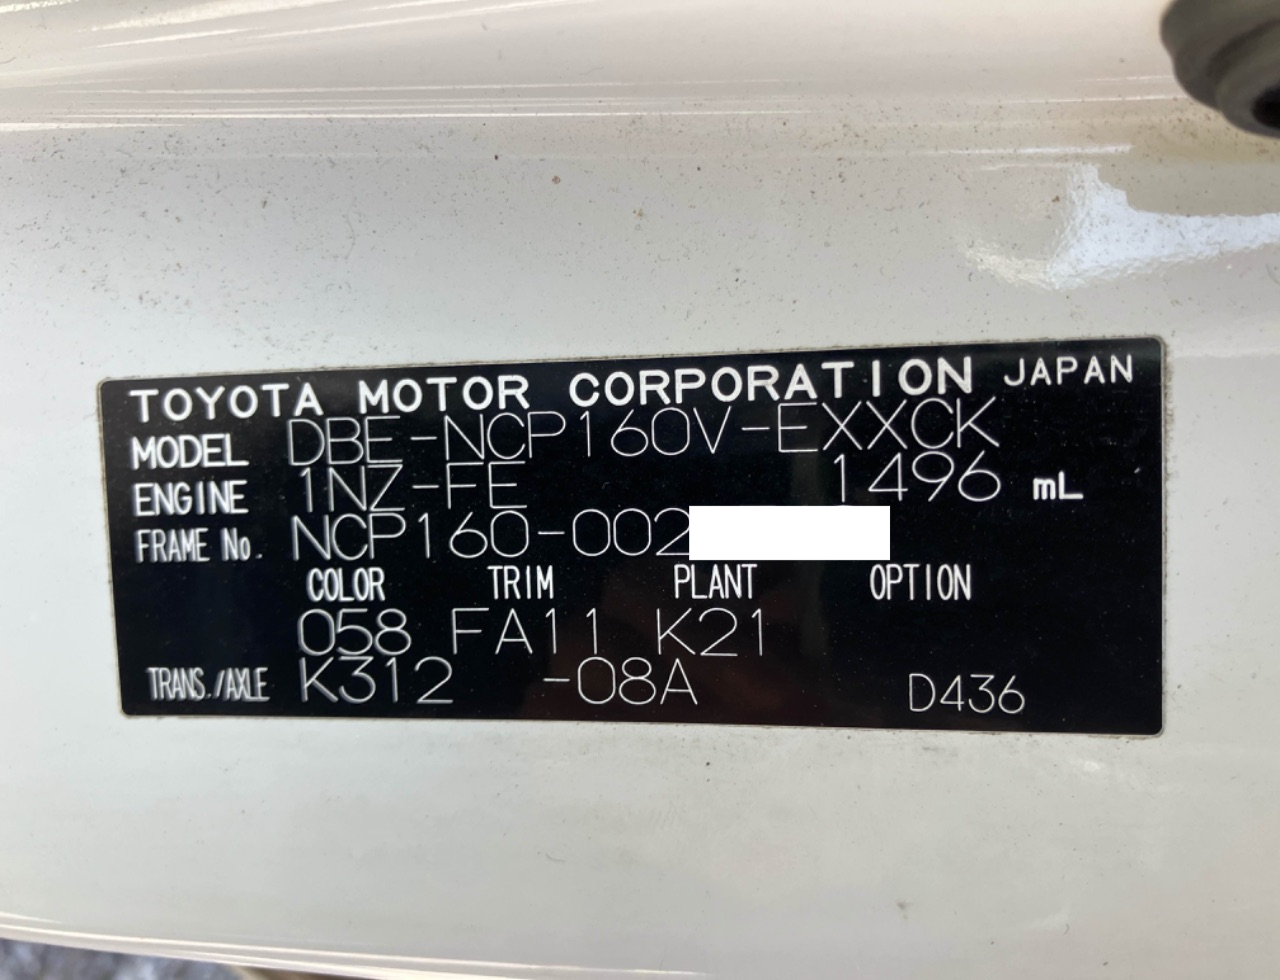 TOYOTA MOTOR CORPORATION JAPAN
MODEL DBE-NCP160V-EXXCK
ENGINE 1NZ-FE 1496 mL
FRAME No. NCP160-002
COLOR TRIM PLANT OPTION
058 FA11 K21
TRANS./AXLE K312 -08A D436